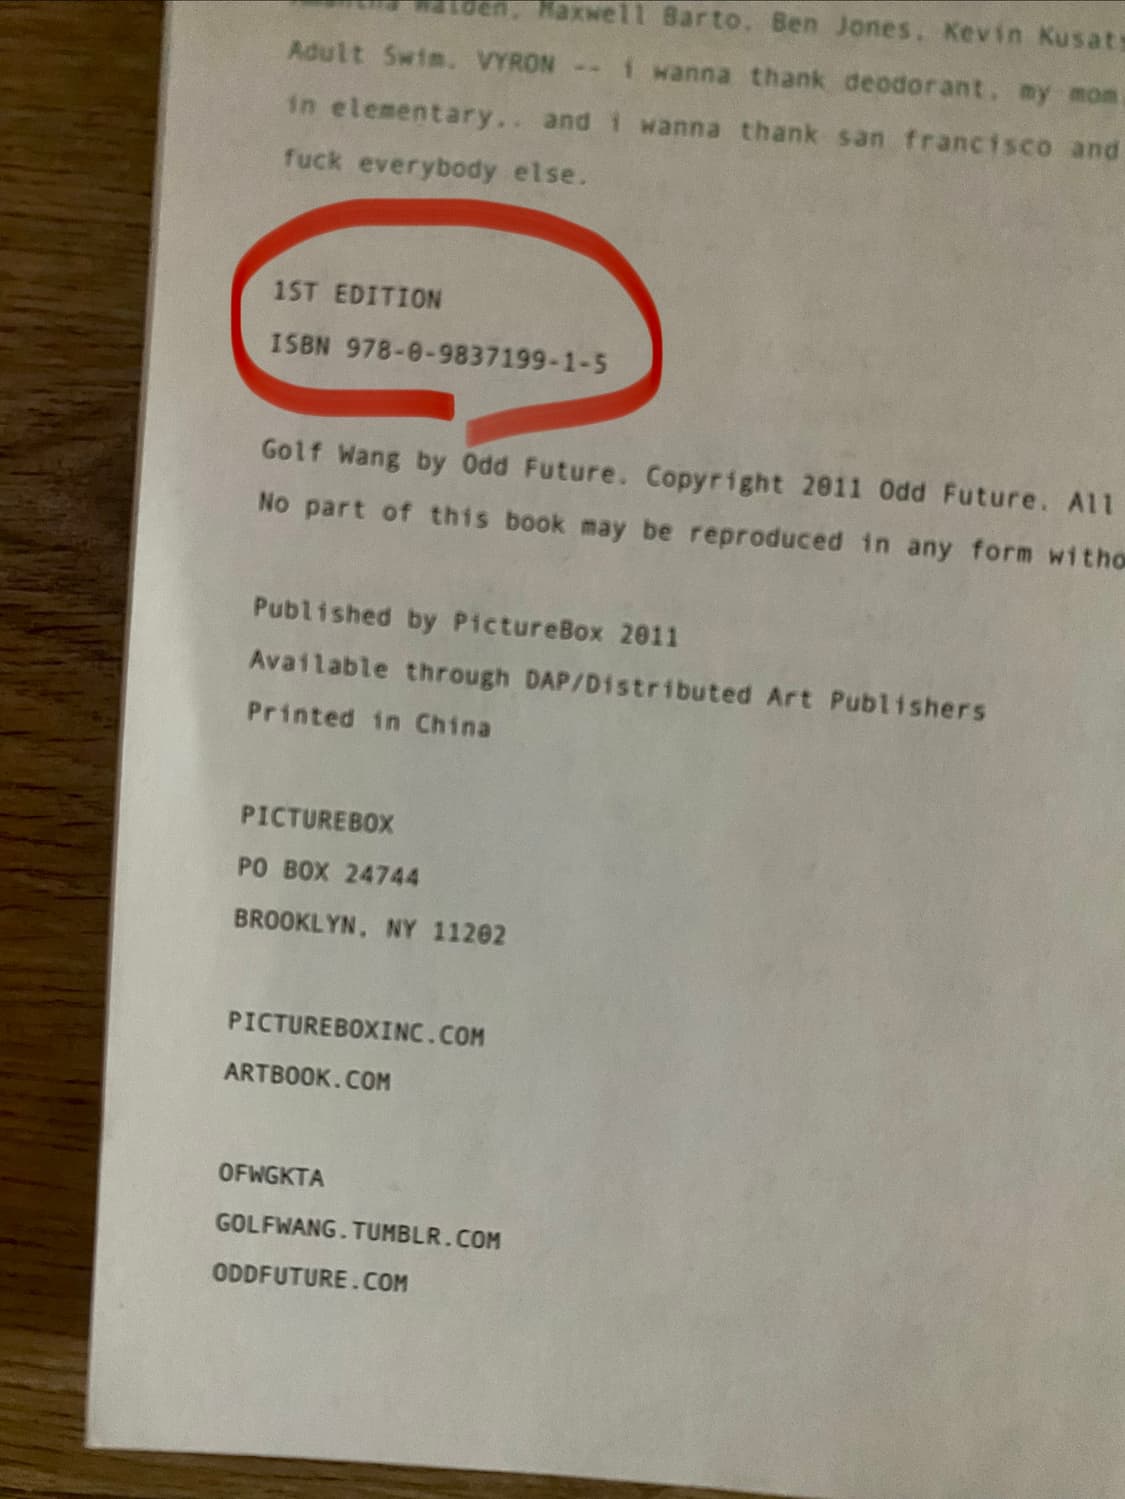 Walden, Maxwell Barto, Ben Jones, Kevin
Adult Swim. VYRON -- i wanna thank deodorant, my mom,
in elementary.. and i wanna thank san francisco and
fuck everybody else.
1ST EDITION
ISBN 978-0-9837199-1-5
Golf Wang by Odd Future. Copyright 2011 Odd Future. All
No part of this book may be reproduced in any form
Published by PictureBox 2011
Available through DAP/Distributed Art Publishers
Printed in China
PICTUREBOX
PO BOX 24744
BROOKLYN, NY 11202
PICTUREBOXINC.COM
ARTBOOK.COM
OFWGKTA
GOLFWANG.TUMBLR.COM
ODDFUTURE.COM